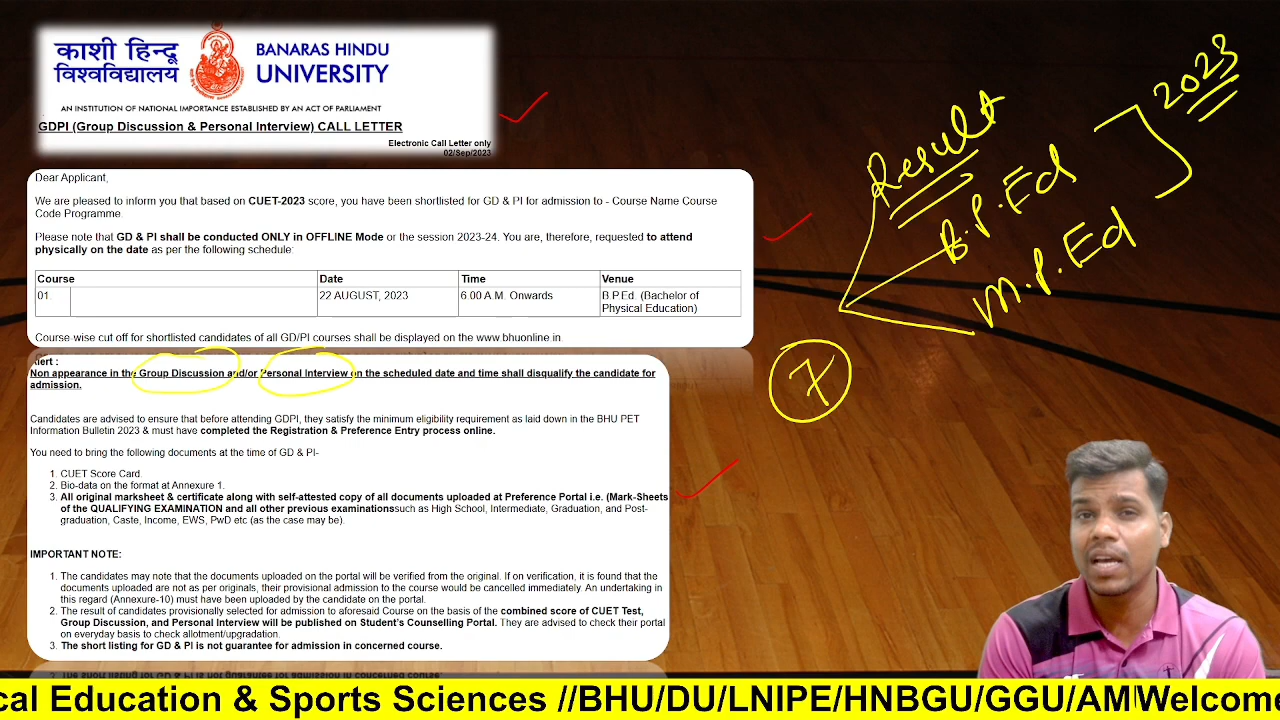 काशी हिन्दू
विश्वविद्यालय
BANARAS HINDU
UNIVERSITY
AN INSTITUTION OF NATIONAL IMPORTANCE ESTABLISHED BY AN ACT OF PARLIAMENT
GDPI (Group Discussion & Personal Interview) CALL LETTER
Electronic Call Letter only
02/Sep/2023
Dear Applicant,
We are pleased to inform you that based on CUET-2023 score, you have been shortlisted for GD & PI for admission to - Course Name Course
Code Programme.
Please note that GD & PI shall be conducted ONLY in OFFLINE Mode or the session 2023-24. You are, therefore, requested to attend
physically on the date as per the following schedule:
Course Date Time Venue
01. 22 AUGUST, 2023 6.00 A.M. Onwards B.P.Ed. (Bachelor of
Physical Education)
Course-wise cut off for shortlisted candidates of all GD/PI courses shall be displayed on the www.bhuonline.in.
Alert :
Non appearance in the Group Discussion and/or Personal Interview on the scheduled date and time shall disqualify the candidate for
admission.
Candidates are advised to ensure that before attending GDPI, they satisfy the minimum eligibility requirement as laid down in the BHU PET
Information Bulletin 2023 & must have completed the Registration & Preference Entry process online.
You need to bring the following documents at the time of GD & PI-
1. CUET Score Card.
2. Bio-data on the format at Annexure 1.
3. All original marksheet & certificate along with self-attested copy of all documents uploaded at Preference Portal i.e. (Mark-Sheets
of the QUALIFYING EXAMINATION and all other previous examinationssuch as High School, Intermediate, Graduation, and Post-
graduation, Caste, Income, EWS, PwD etc (as the case may be).
IMPORTANT NOTE:
1. The candidates may note that the documents uploaded on the portal will be verified from the original. If on verification, it is found that the
documents uploaded are not as per originals, their provisional admission to the course would be cancelled immediately. An undertaking in
this regard (Annexure-10) must have been uploaded by the candidate on the portal.
2. The result of candidates provisionally selected for admission to aforesaid Course on the basis of the combined score of CUET Test,
Group Discussion, and Personal Interview will be published on Student's Counselling Portal. They are advised to check their portal
on everyday basis to check allotment/upgradation.
3. The short listing for GD & PI is not guarantee for admission in concerned course.
Result
B.P.Ed
M.P.Ed
2023
7
cal Education & Sports Sciences //BHU/DU/LNIPE/HNBGU/GGU/AM Welcome